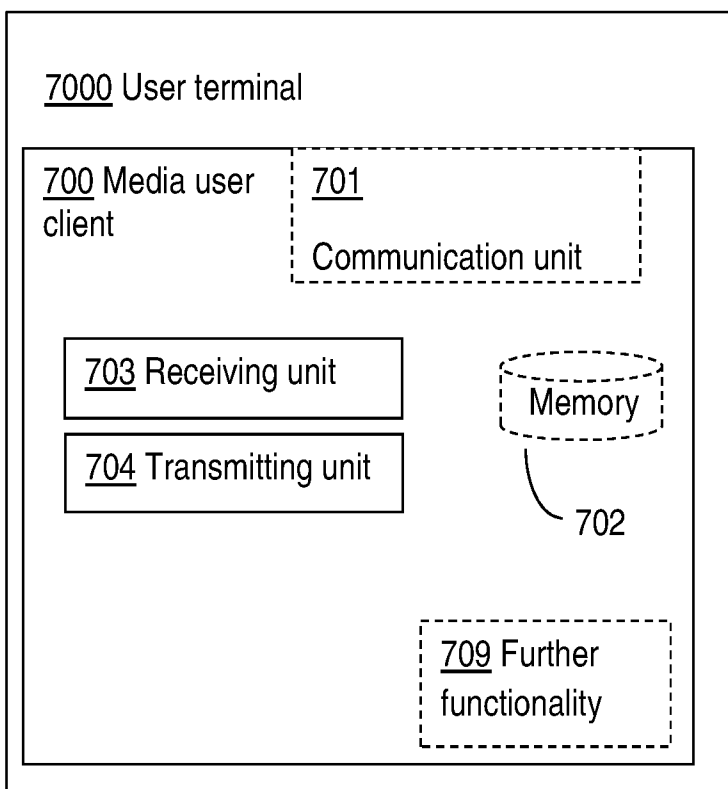 7000 User terminal
700 Media user
client
701
Communication unit
703 Receiving unit
Memory
704 Transmitting unit
702
709 Further
functionality